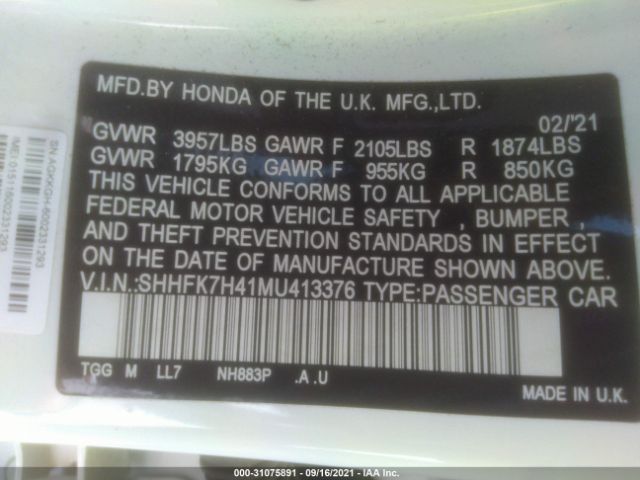 MFD.BY HONDA OF THE U.K. MFG.,LTD.
02/'21
GVWR 3957LBS GAWR F 2105LBS R 1874LBS
GVWR 1795KG GAWR F 955KG R 850KG
THIS VEHICLE CONFORMS TO ALL APPLICABLE
FEDERAL MOTOR VEHICLE SAFETY , BUMPER ,
AND THEFT PREVENTION STANDARDS IN EFFECT
ON THE DATE OF MANUFACTURE SHOWN ABOVE.
V.I.N.:SHHFK7H41MU413376 TYPE:PASSENGER CAR
TGG M LL7 NH883P .A .U
MADE IN U.K.
000-31075891 - 09/16/2021 - IAA Inc.